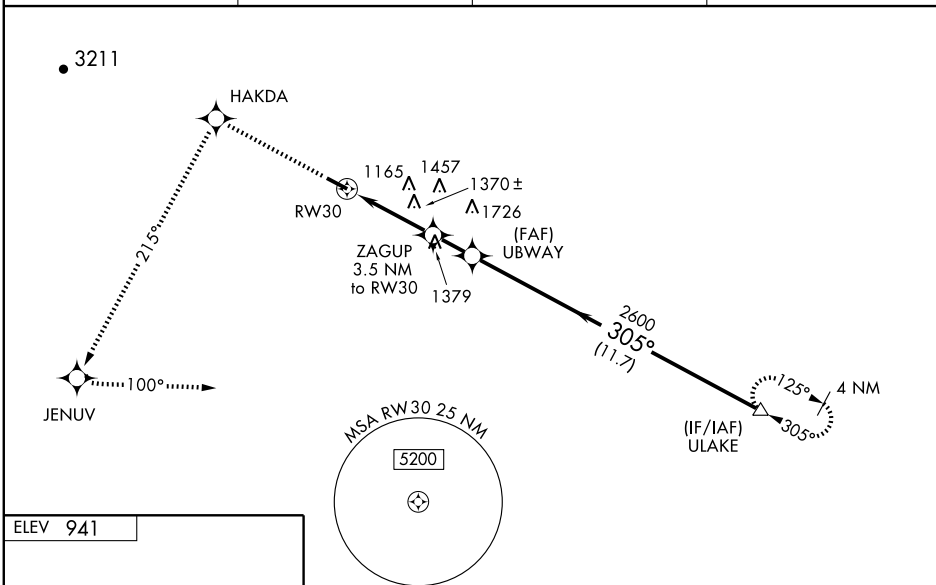 3211
HAKDA
1165
1457
1370 ±
1726
RW30
(FAF)
UBWAY
ZAGUP
3.5 NM
to RW30
1379
215°
2600
305°
(11.7)
JENUV
100°
125°
4 NM
305°
(IF/IAF)
ULAKE
MSA RW30 25 NM
5200
ELEV 941